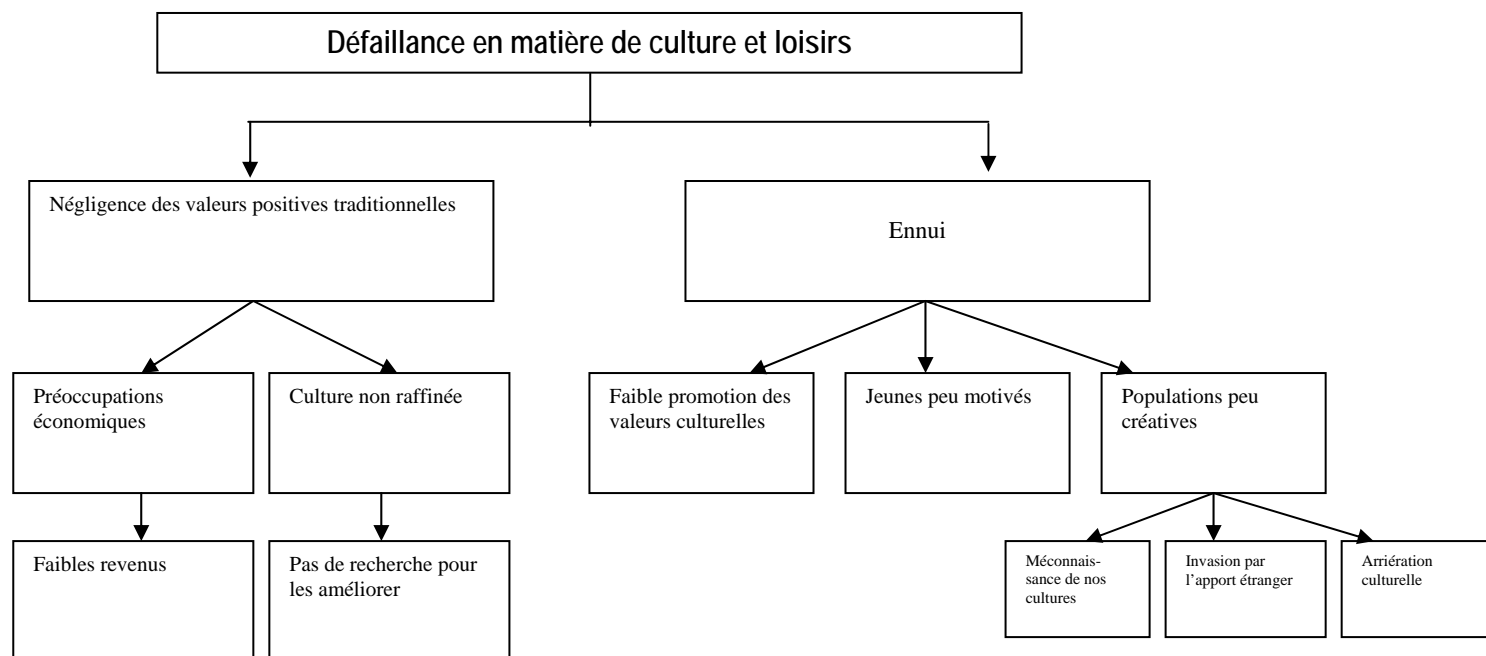 Défaillance en matière de culture et loisirs
Négligence des valeurs positives traditionnelles
Ennui
Préoccupations
économiques
Culture non raffinée
Faible promotion des
valeurs culturelles
Jeunes peu motivés
Populations peu
créatives
Faibles revenus
Pas de recherche pour
les améliorer
Méconnais-
sance de nos
cultures
Invasion par
l’apport étranger
Arriération
culturelle